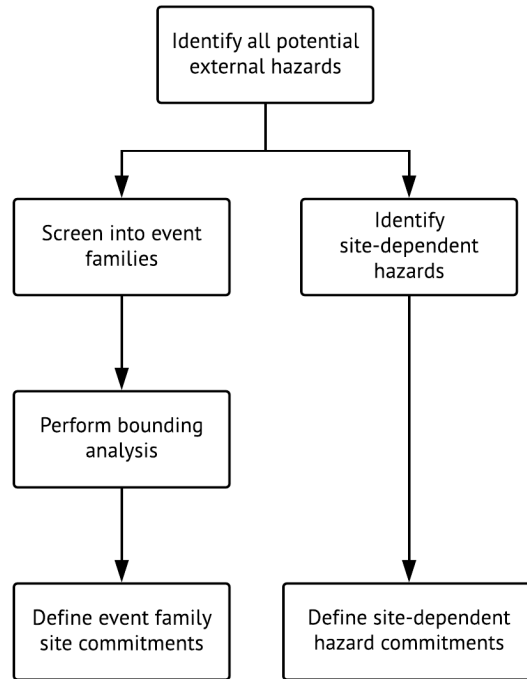 Identify all potential
external hazards
Screen into event
families
Identify
site-dependent
hazards
Perform bounding
analysis
Define event family
site commitments
Define site-dependent
hazard commitments